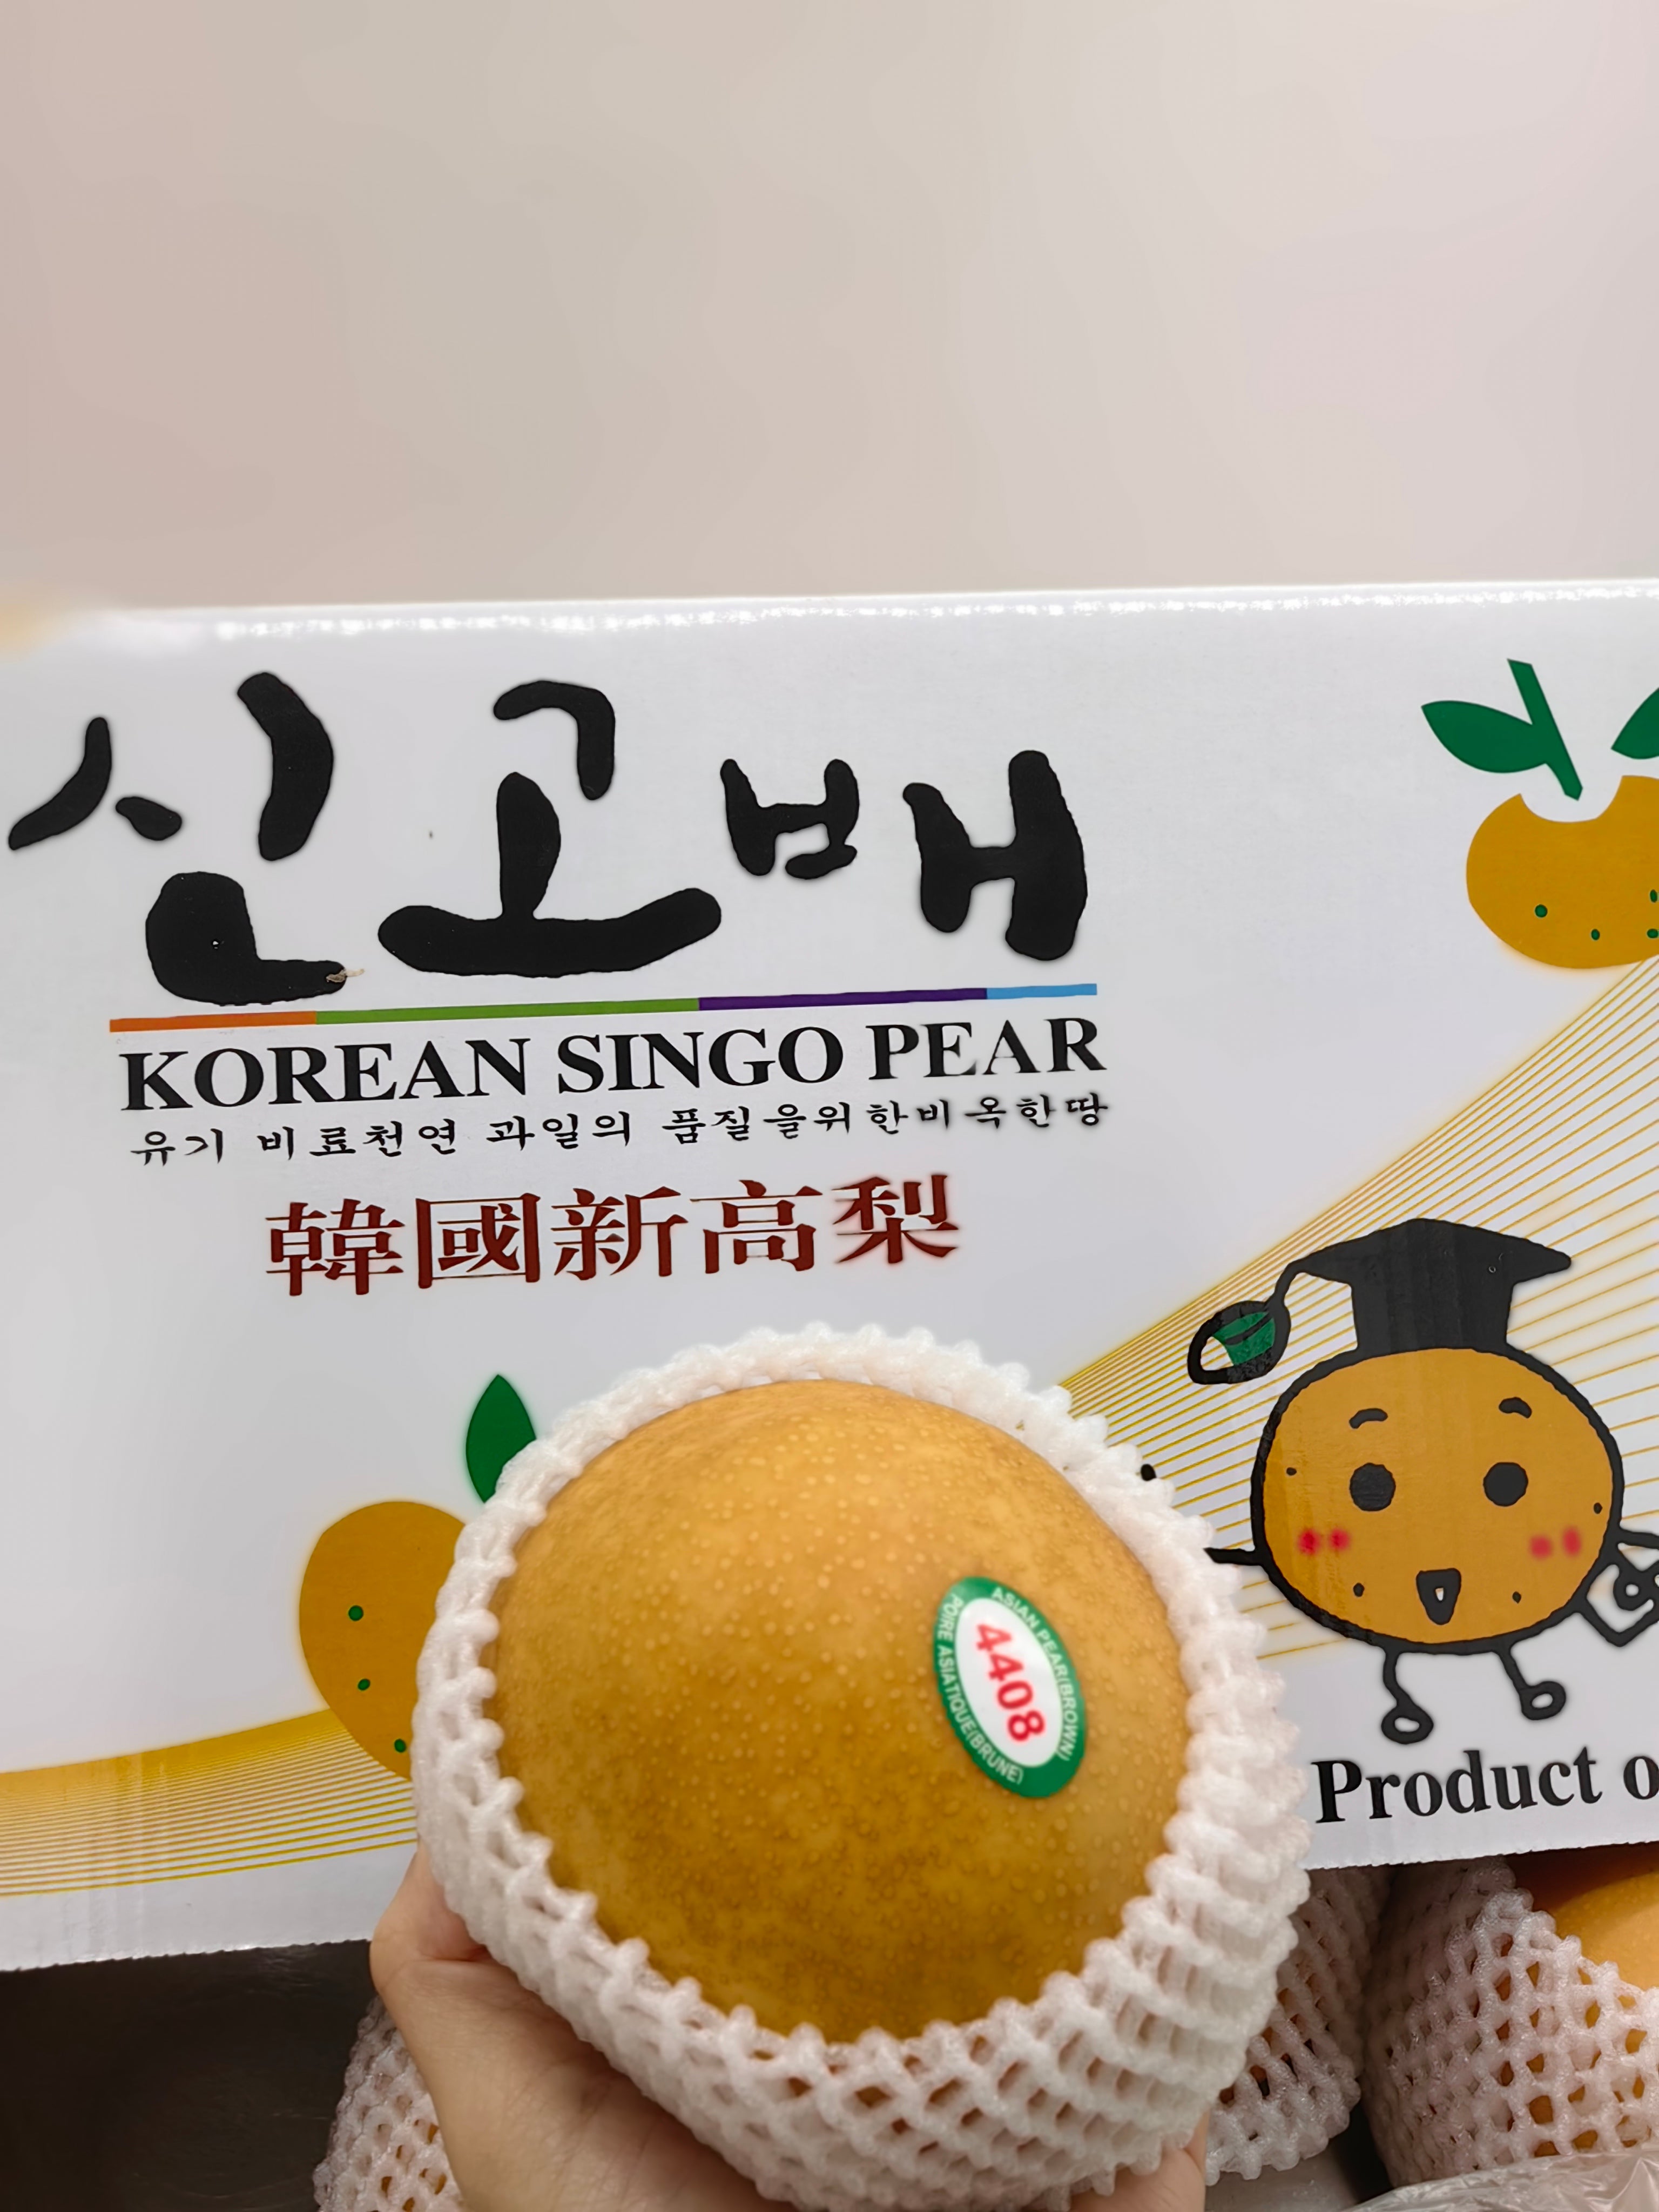 신고배
KOREAN SINGO PEAR
유기 비료천연 과일의 품질을위한비옥한땅
韓國新高梨
ASIAN PEAR(BROWN)
4408
POIRE ASIATIQUE(BRUNE)
Product o